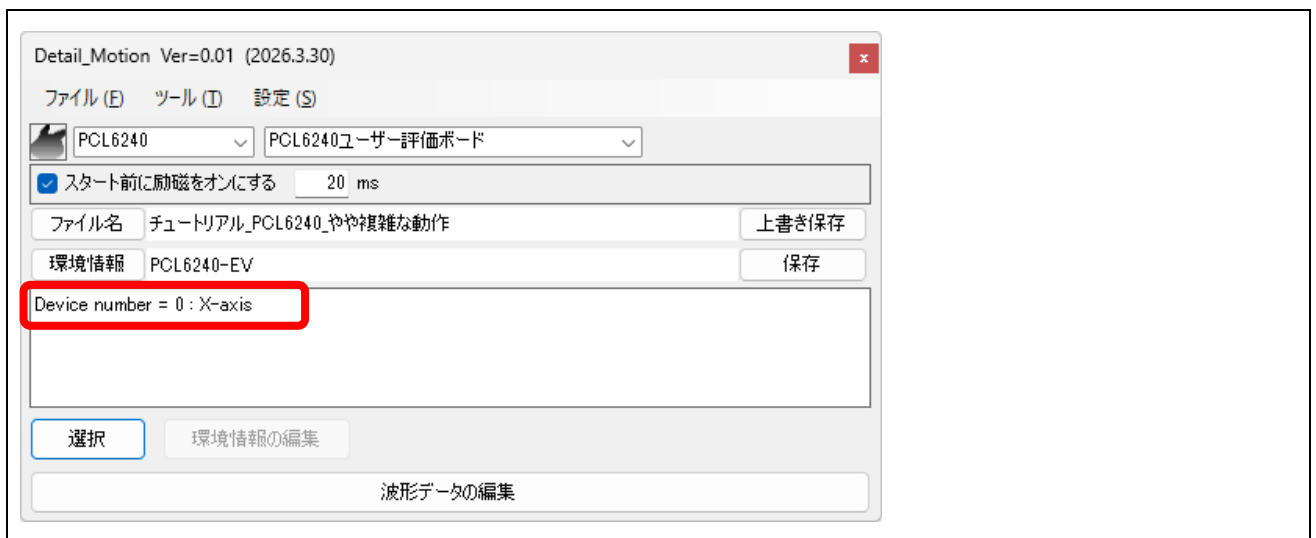 Detail_Motion Ver=0.01 (2026.3.30)
x
ファイル (F) ツール (T) 設定 (S)
PCL6240 PCL6240ユーザー評価ボード
スタート前に励磁をオンにする 20 ms
ファイル名 チュートリアル_PCL6240_やや複雑な動作 上書き保存
環境情報 PCL6240-EV 保存
Device number = 0 : X-axis
選択 環境情報の編集
波形データの編集